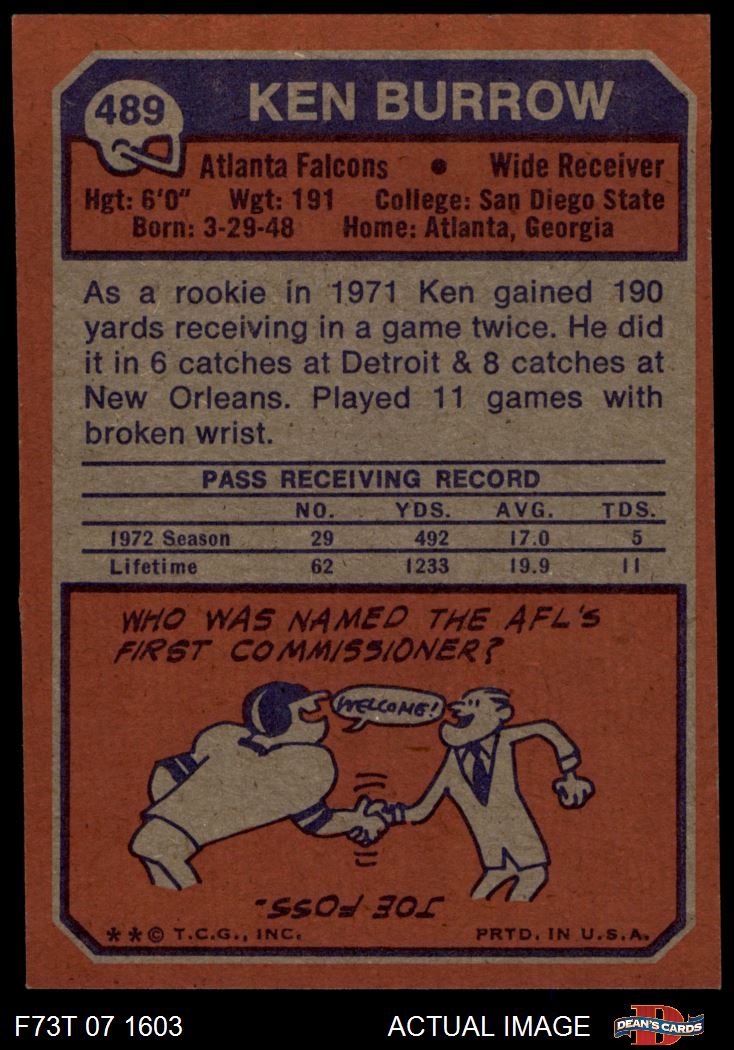 489
KEN BURROW
Atlanta Falcons • Wide Receiver
Hgt: 6'0" Wgt: 191 College: San Diego State
Born: 3-29-48 Home: Atlanta, Georgia
As a rookie in 1971 Ken gained 190
yards receiving in a game twice. He did
it in 6 catches at Detroit & 8 catches at
New Orleans. Played 11 games with
broken wrist.
PASS RECEIVING RECORD
NO. YDS. AVG. TDS.
1972 Season 29 492 17.0 5
Lifetime 62 1233 19.9 11
WHO WAS NAMED THE AFL'S
FIRST COMMISSIONER?
WELCOME!
JOE FOSS-
**© T.C.G., INC. PRTD. IN U.S.A.
F73T 07 1603 ACTUAL IMAGE
D
DEAN'S CARDS